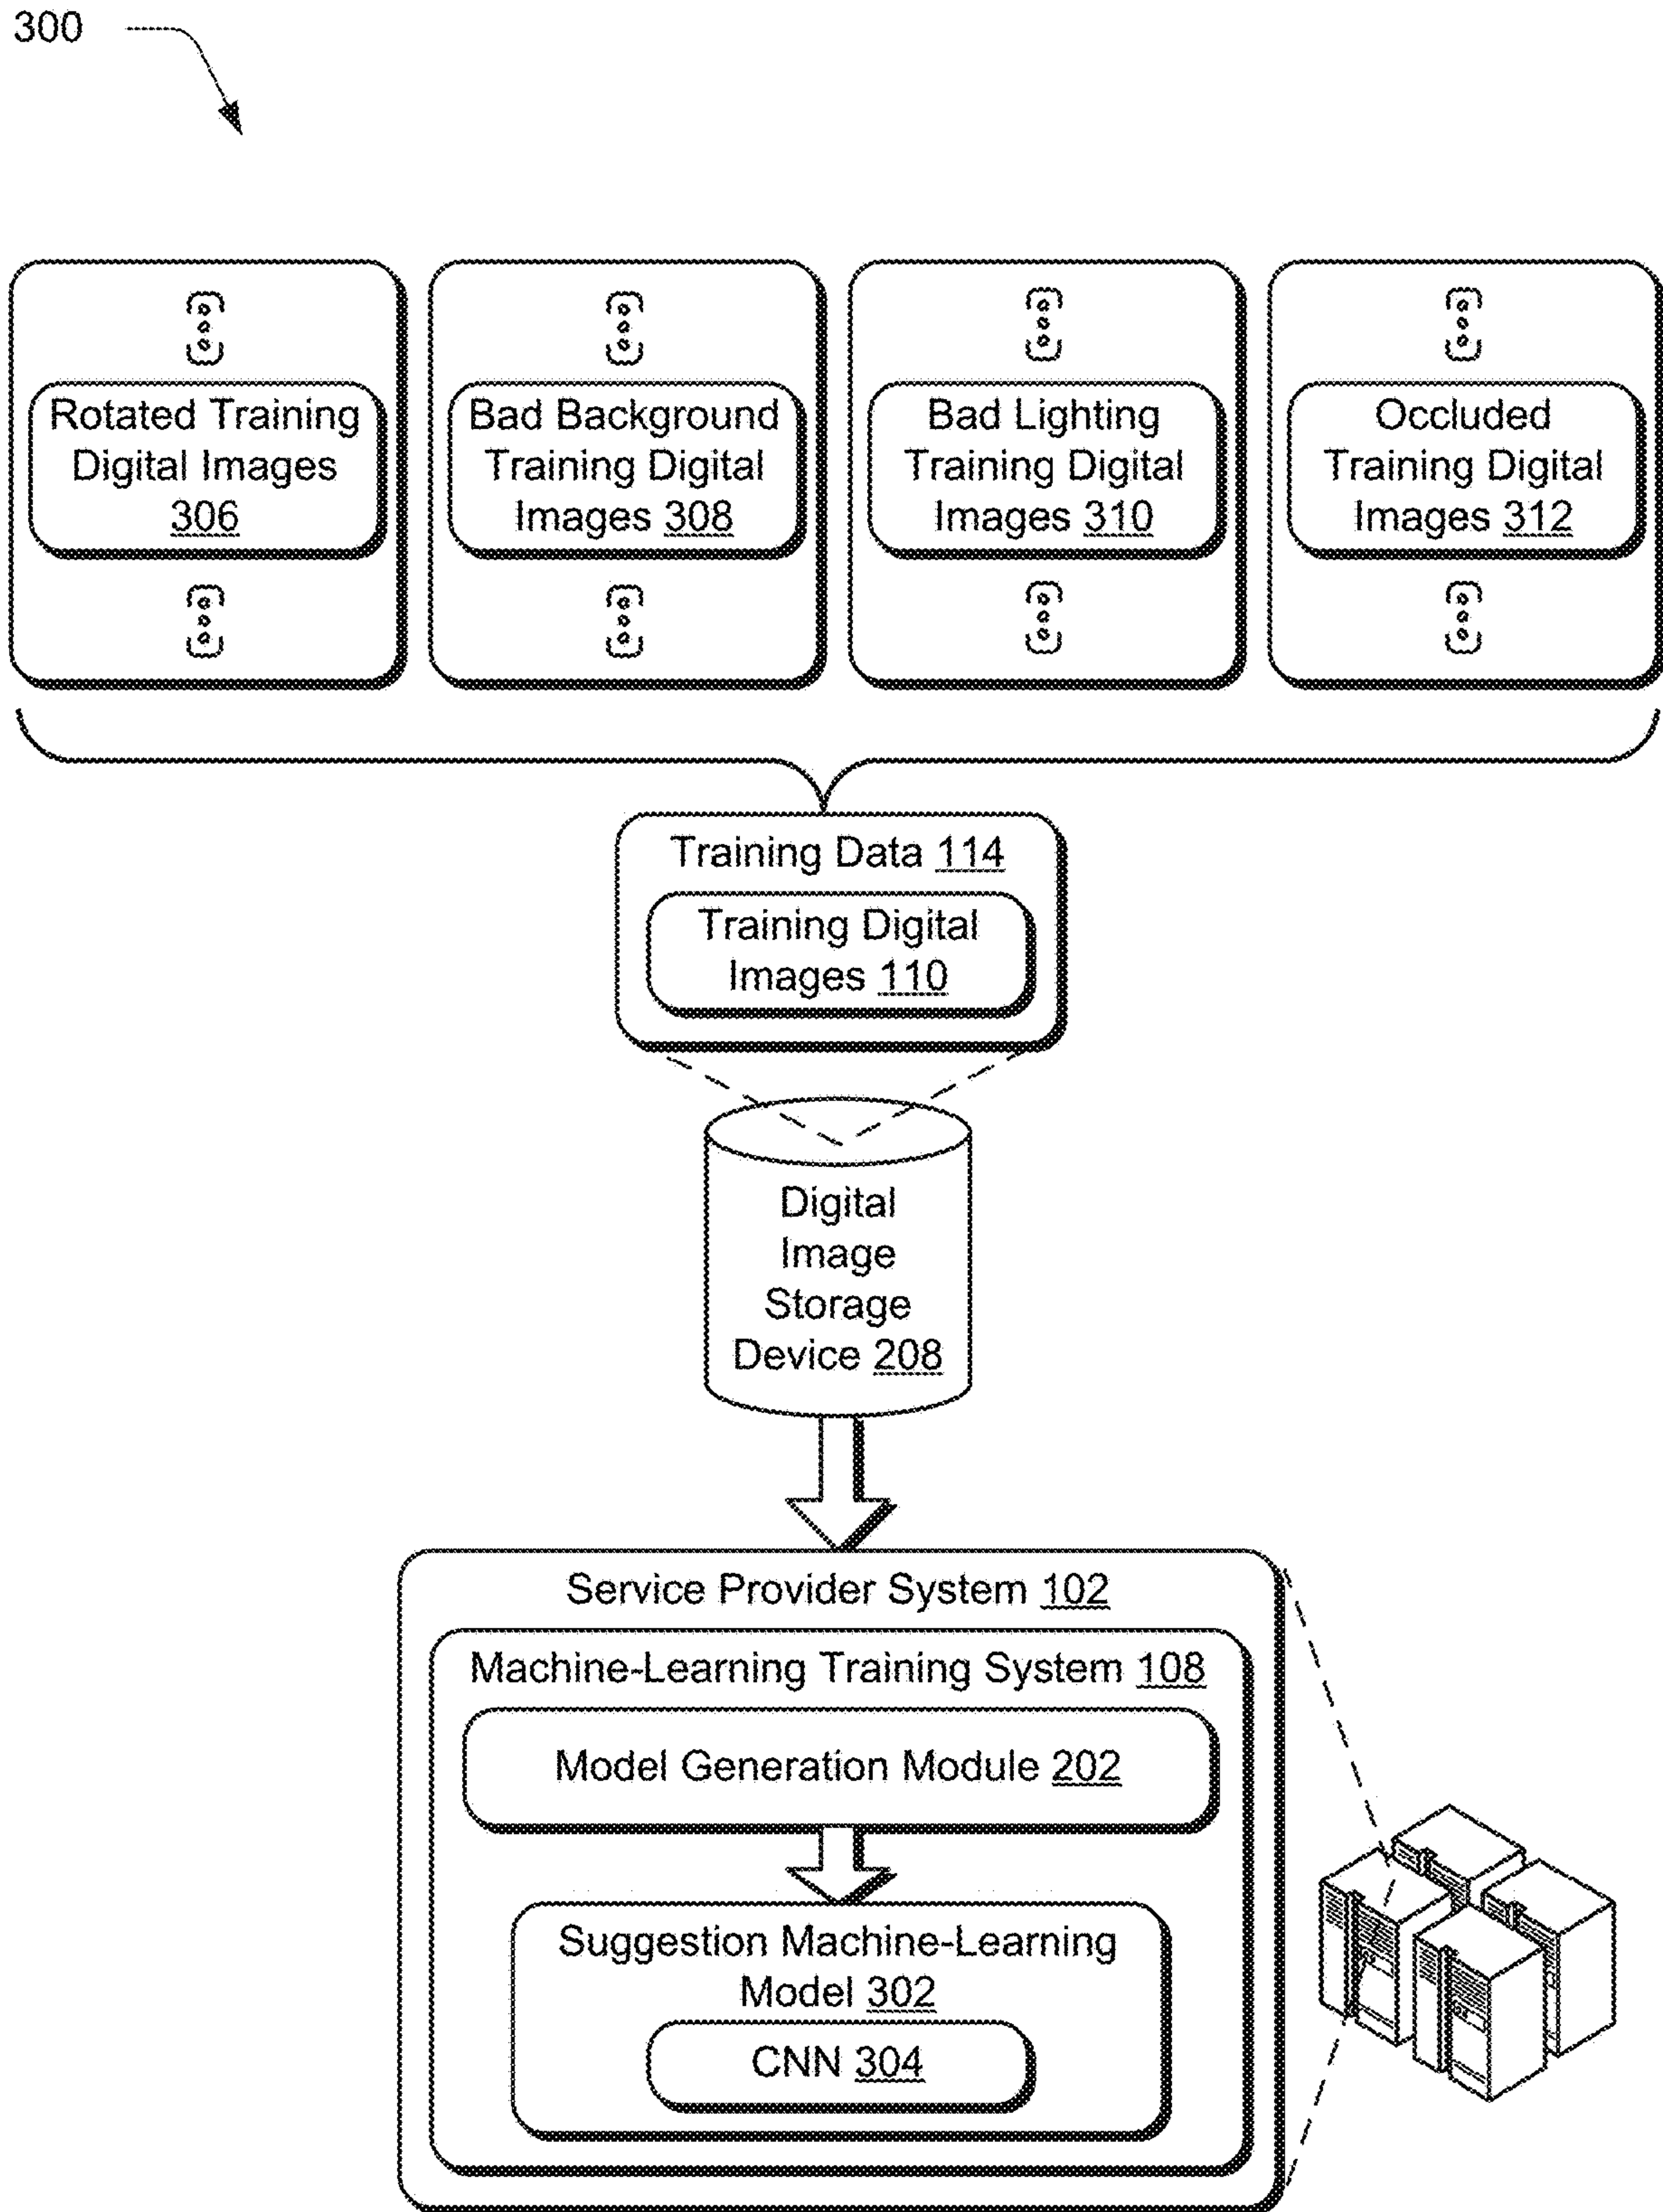 300
Rotated Training
Digital Images
306
Bad Background
Training Digital
Images 308
Bad Lighting
Training Digital
Images 310
Occluded
Training Digital
Images 312
Training Data 114
Training Digital
Images 110
Digital
Image
Storage
Device 208
Service Provider System 102
Machine-Learning Training System 108
Model Generation Module 202
Suggestion Machine-Learning
Model 302
CNN 304